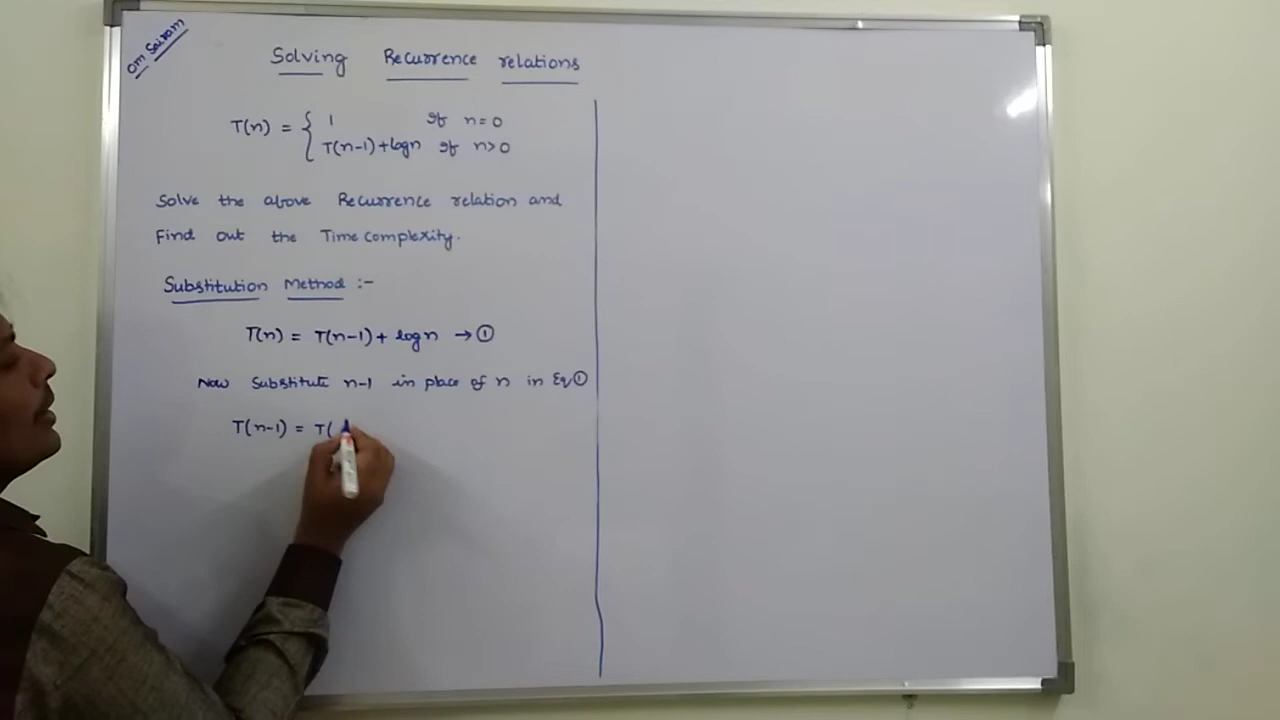 Om Sairam
Solving Recurrence relations
T(n) = { 1 if n=0
T(n-1)+logn if n>0
Solve the above Recurrence relation and
Find out the Time complexity.
Substitution Method :-
T(n) = T(n-1) + logn → ①
Now Substitute n-1 in place of n in Eq①
T(n-1) = T(